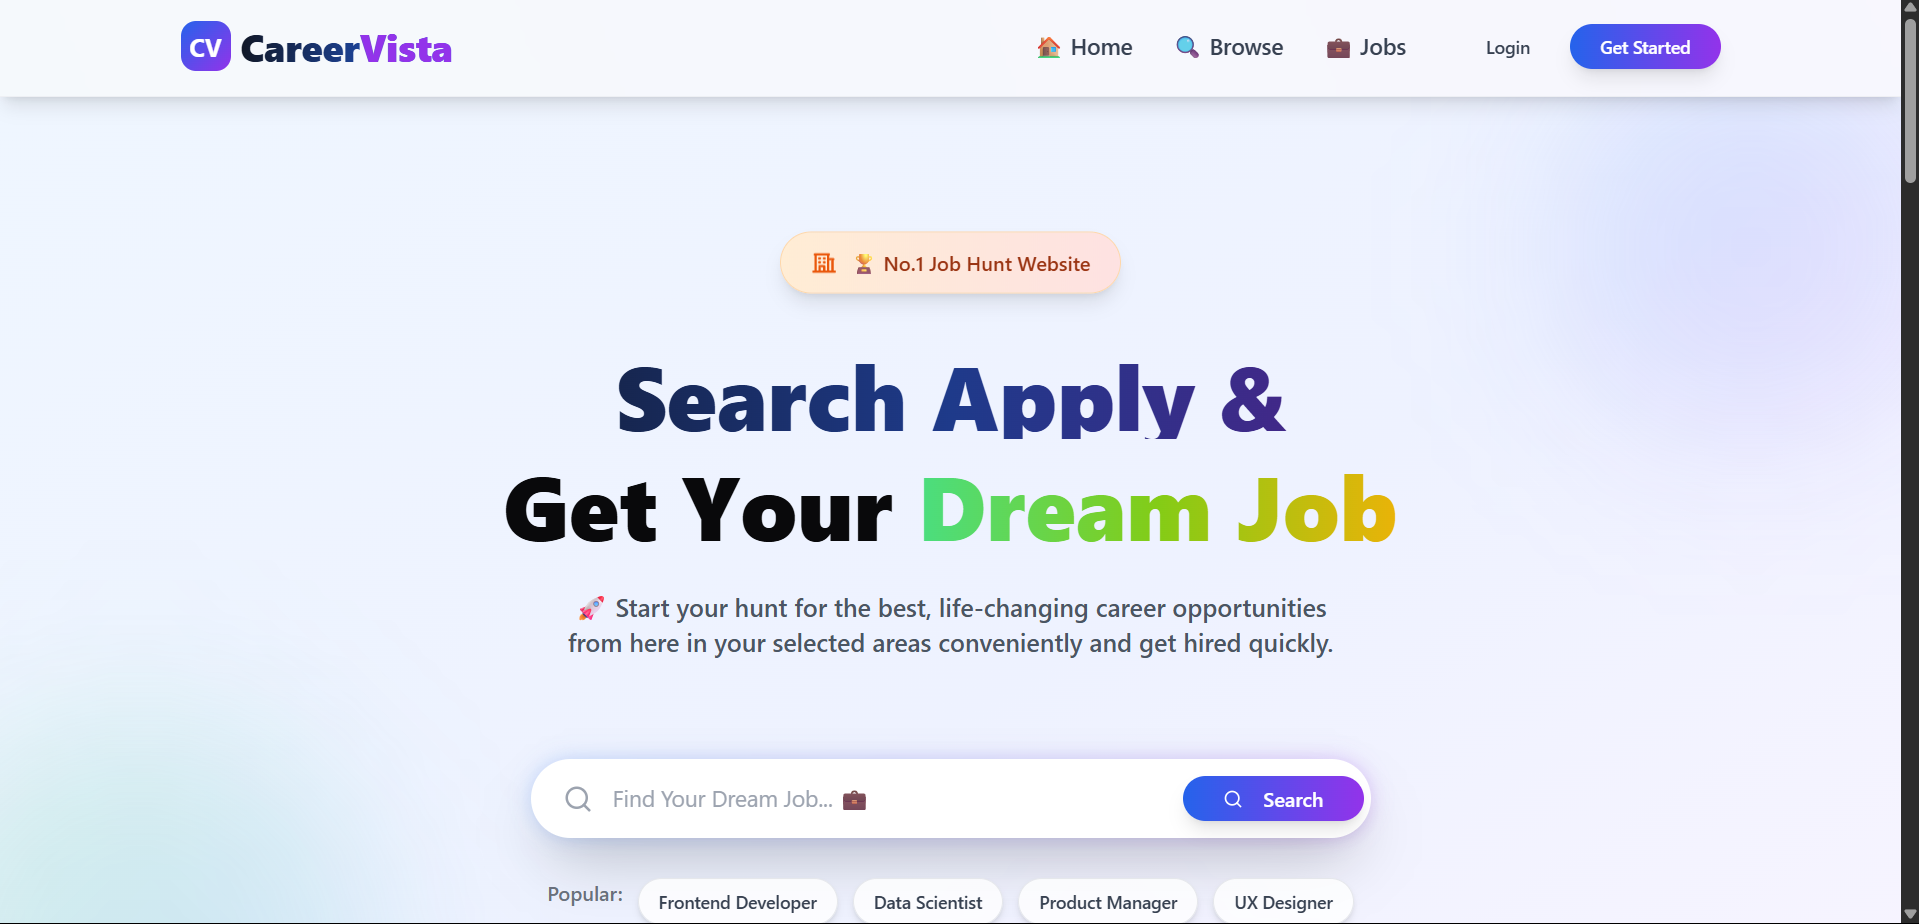 CV CareerVista
🏠 Home 🔍 Browse 💼 Jobs Login Get Started
🏆 No.1 Job Hunt Website
Search Apply &
Get Your Dream Job
🚀 Start your hunt for the best, life-changing career opportunities
from here in your selected areas conveniently and get hired quickly.
Find Your Dream Job... 💼 Search
Popular: Frontend Developer Data Scientist Product Manager UX Designer